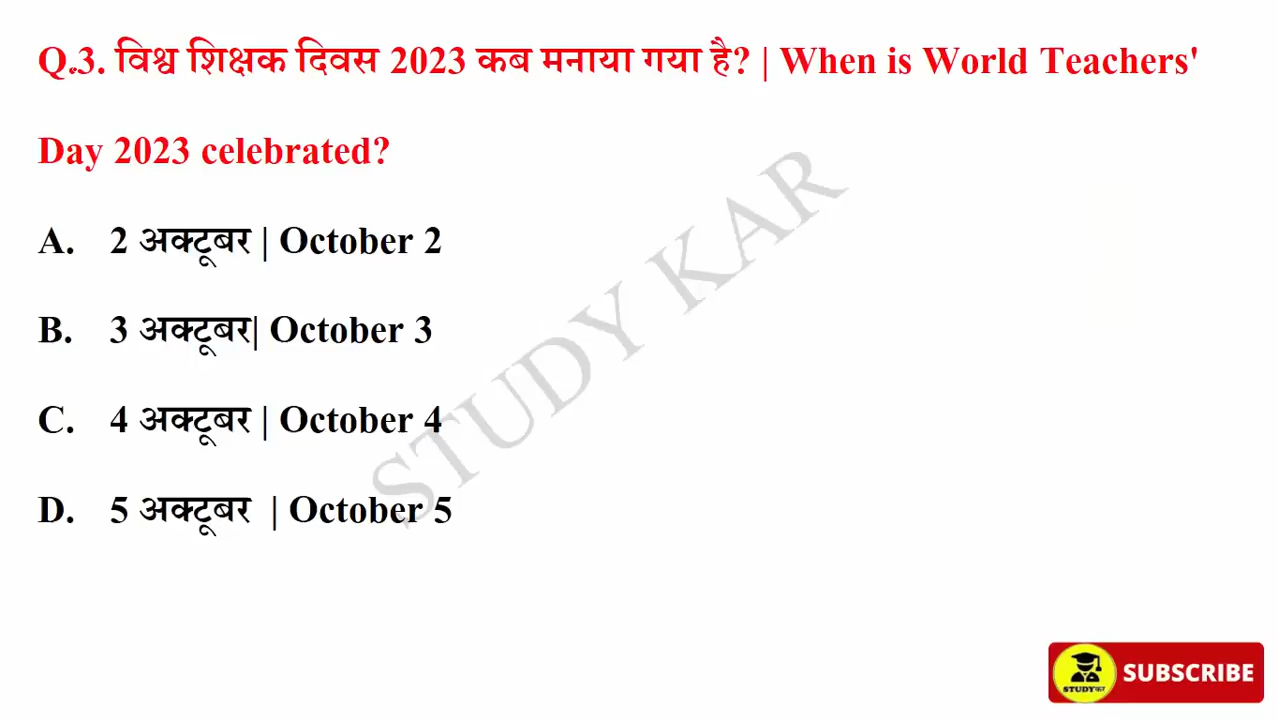 Q.3. विश्व शिक्षक दिवस 2023 कब मनाया गया है? | When is World Teachers'
Day 2023 celebrated?
A. 2 अक्टूबर | October 2
B. 3 अक्टूबर| October 3
C. 4 अक्टूबर | October 4
D. 5 अक्टूबर | October 5
STUDY KAR
STUDYकर
SUBSCRIBE